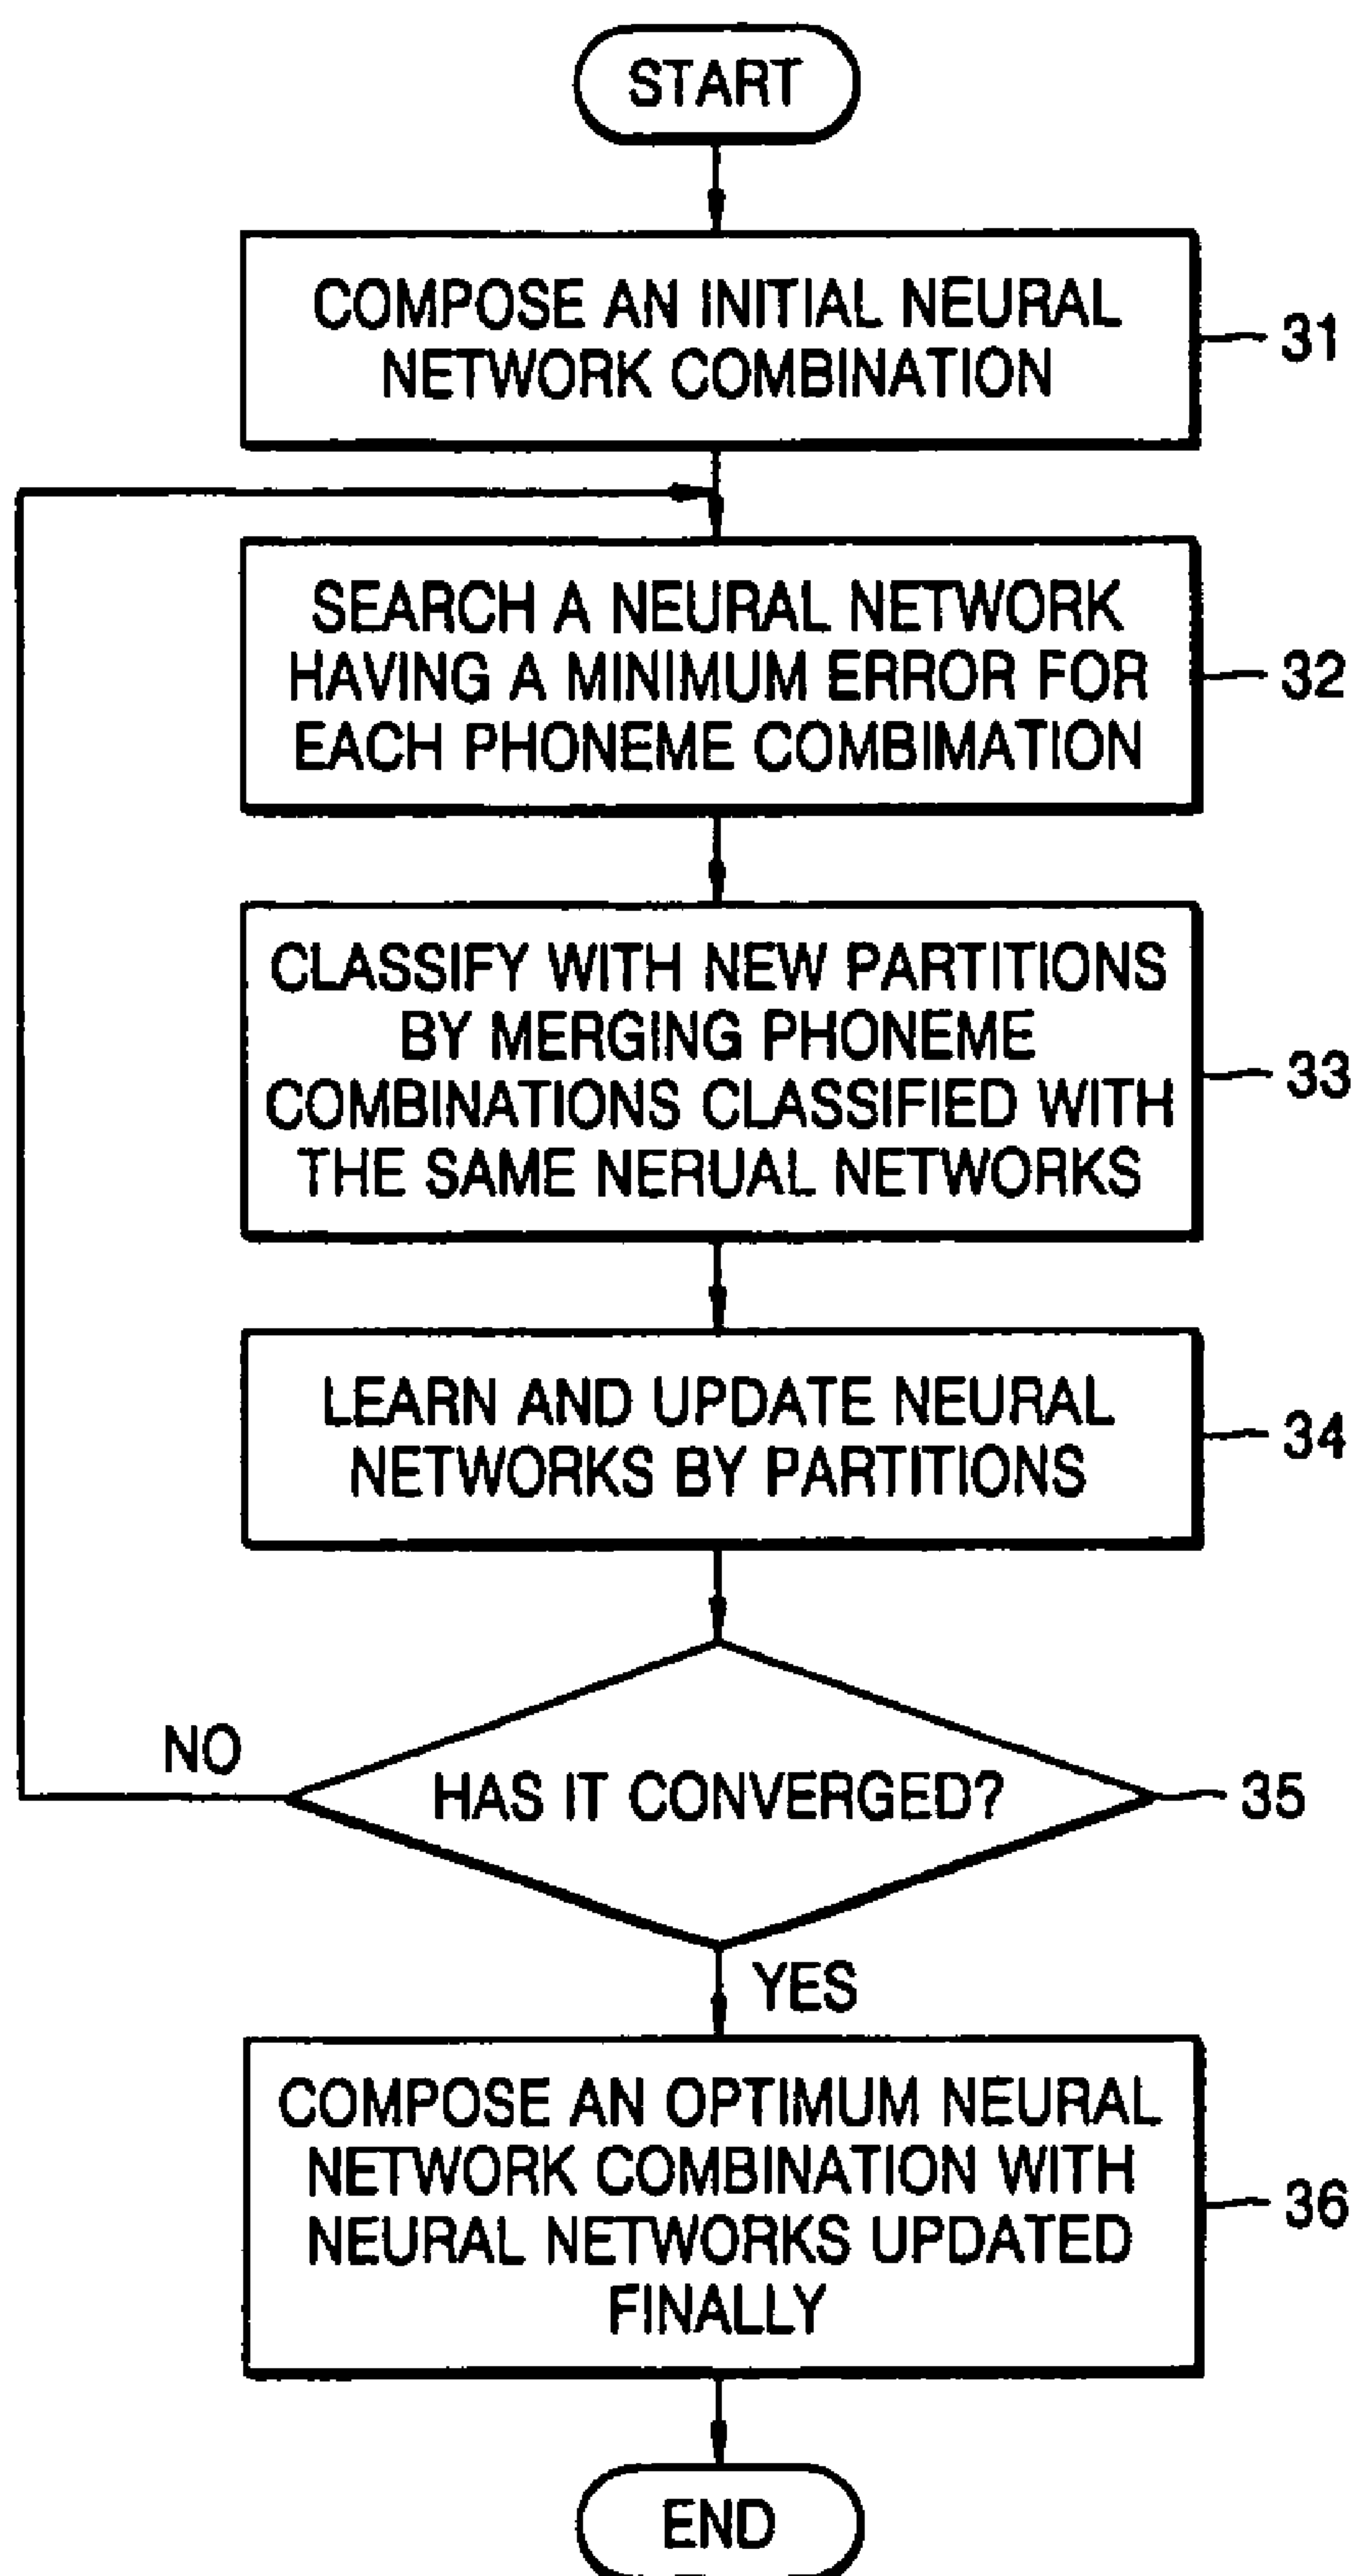 START
COMPOSE AN INITIAL NEURAL
NETWORK COMBINATION
31
SEARCH A NEURAL NETWORK
HAVING A MINIMUM ERROR FOR
EACH PHONEME COMBIMATION
32
CLASSIFY WITH NEW PARTITIONS
BY MERGING PHONEME
COMBINATIONS CLASSIFIED WITH
THE SAME NERUAL NETWORKS
33
LEARN AND UPDATE NEURAL
NETWORKS BY PARTITIONS
34
NO
HAS IT CONVERGED?
35
YES
COMPOSE AN OPTIMUM NEURAL
NETWORK COMBINATION WITH
NEURAL NETWORKS UPDATED
FINALLY
36
END